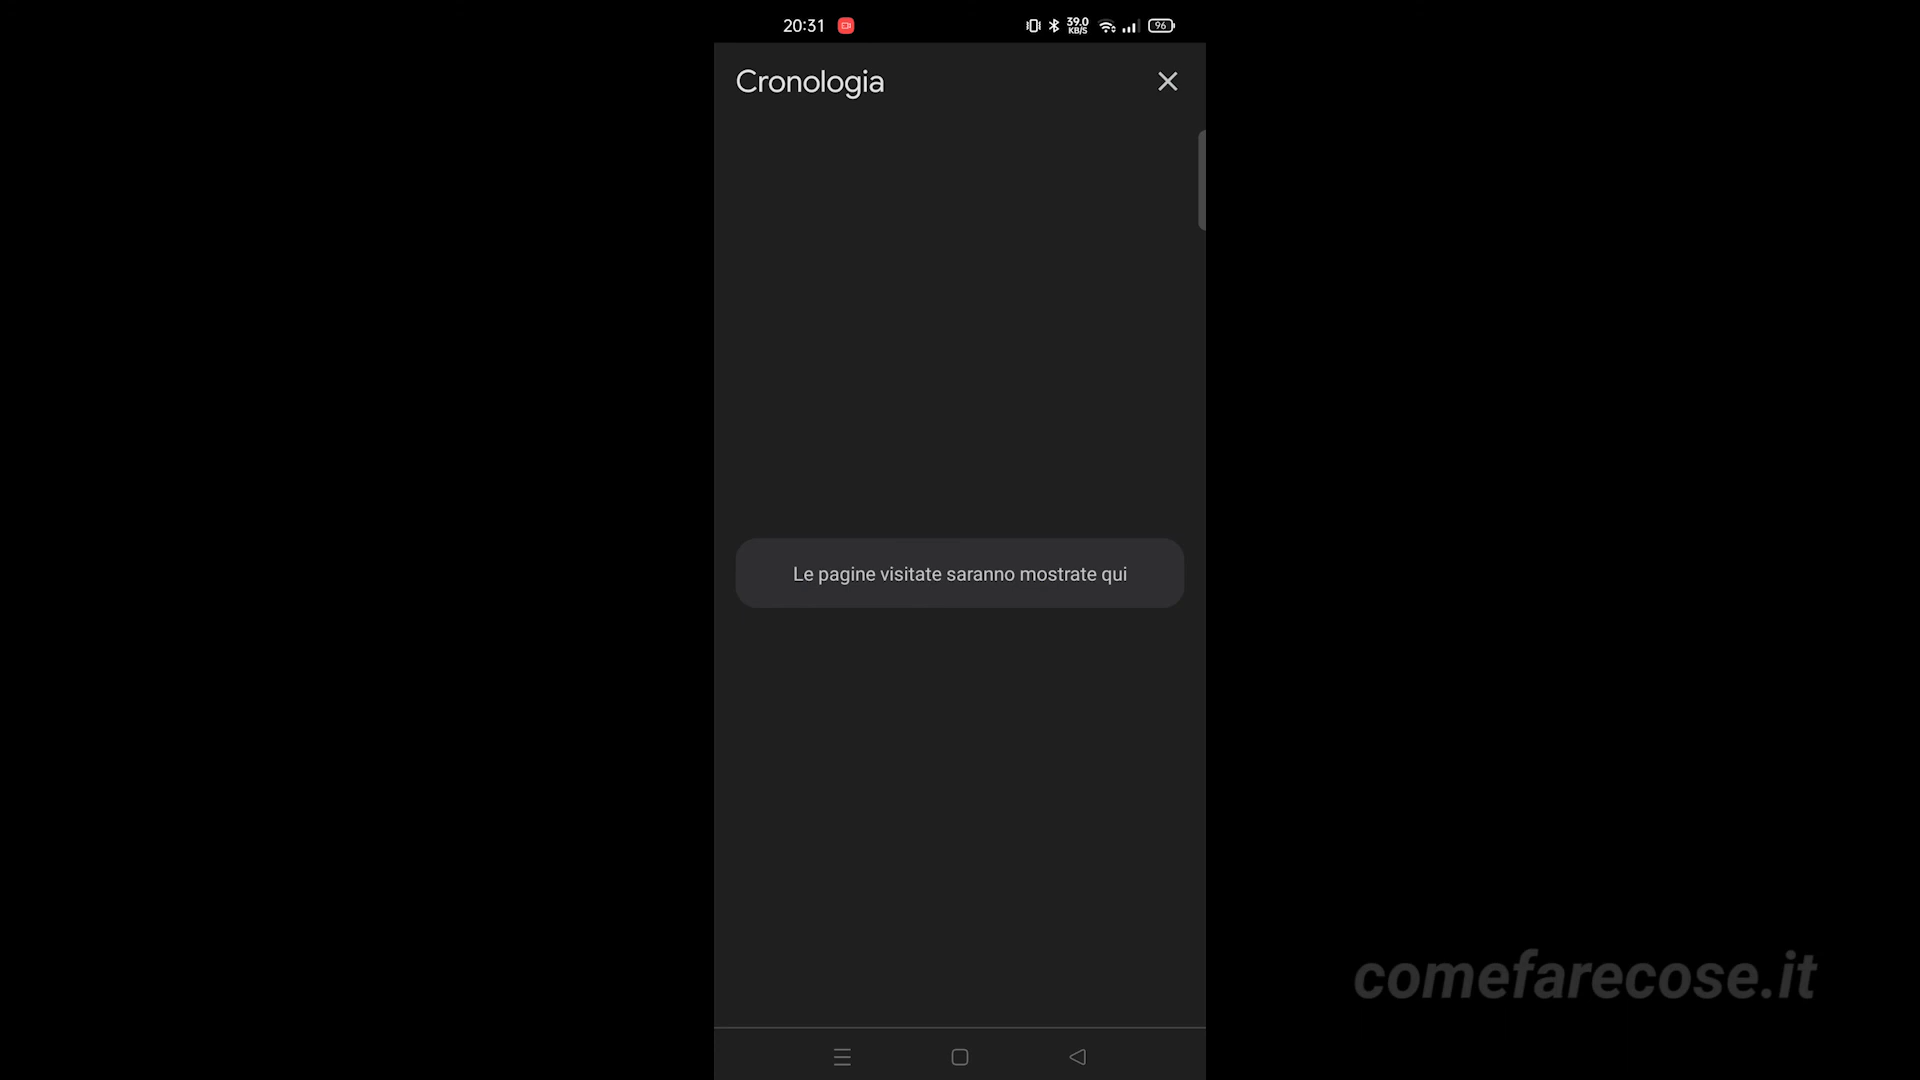 20:31
39.0
KB/S
96
Cronologia
Le pagine visitate saranno mostrate qui
comefarecose.it